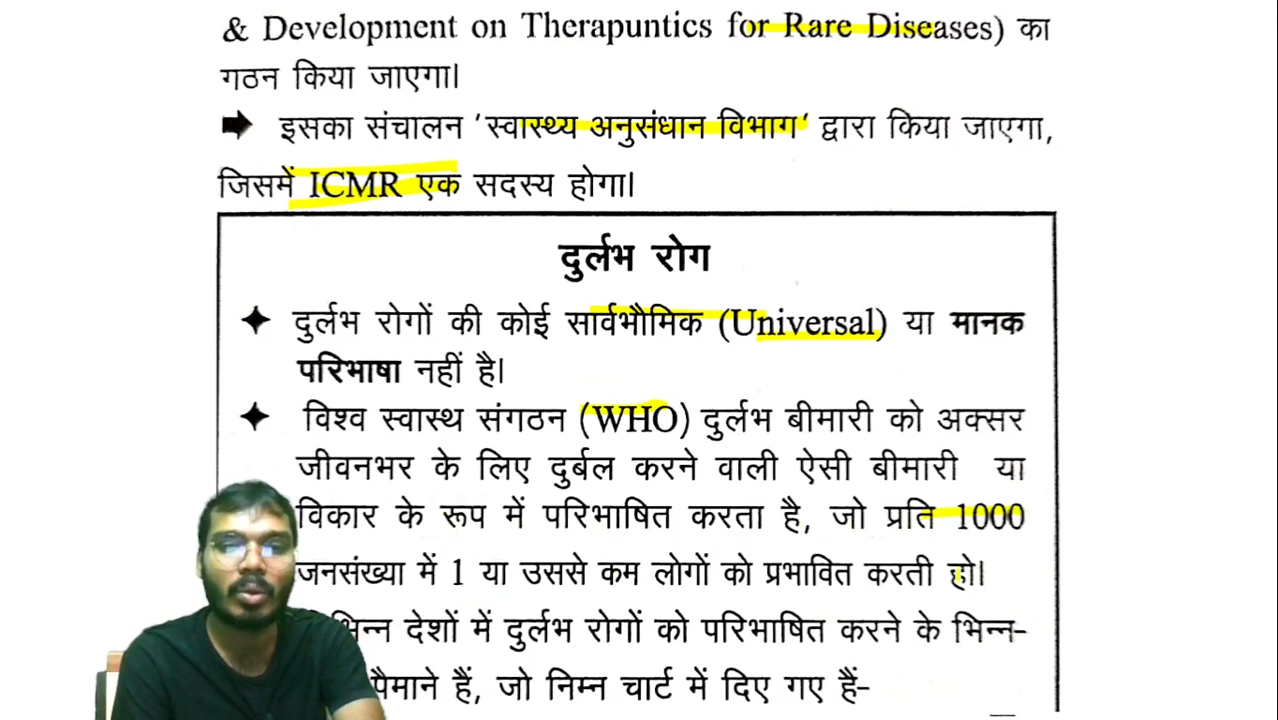 & Development on Therapuntics for Rare Diseases) का
गठन किया जाएगा।
➡ इसका संचालन 'स्वास्थ्य अनुसंधान विभाग' द्वारा किया जाएगा,
जिसमें ICMR एक सदस्य होगा।
दुर्लभ रोग
✦ दुर्लभ रोगों की कोई सार्वभौमिक (Universal) या मानक
परिभाषा नहीं है।
✦ विश्व स्वास्थ संगठन (WHO) दुर्लभ बीमारी को अक्सर
जीवनभर के लिए दुर्बल करने वाली ऐसी बीमारी या
विकार के रूप में परिभाषित करता है, जो प्रति 1000
जनसंख्या में 1 या उससे कम लोगों को प्रभावित करती हो।
देशों में दुर्लभ रोगों को परिभाषित करने के भिन्न-
पैमाने हैं, जो निम्न चार्ट में दिए गए हैं-